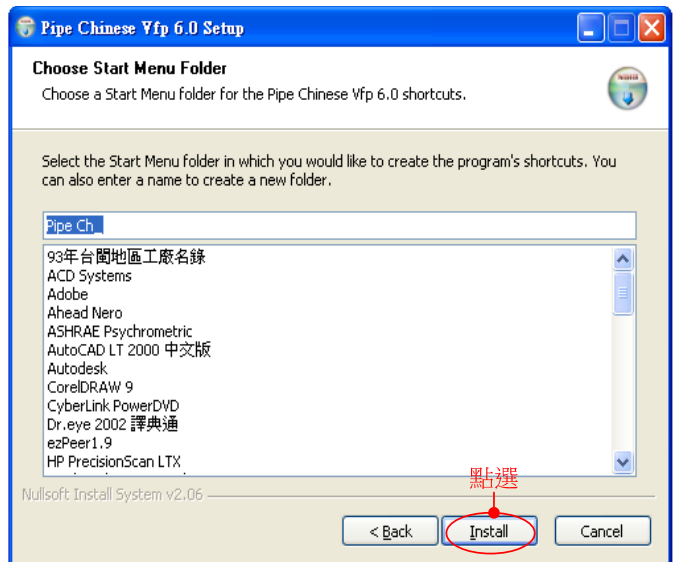 Pipe Chinese Vfp 6.0 Setup
Choose Start Menu Folder
Choose a Start Menu folder for the Pipe Chinese Vfp 6.0 shortcuts.
Select the Start Menu folder in which you would like to create the program's shortcuts. You
can also enter a name to create a new folder.
Pipe Ch_
93年台閩地區工廠名錄
ACD Systems
Adobe
Ahead Nero
ASHRAE Psychrometric
AutoCAD LT 2000 中文版
Autodesk
CorelDRAW 9
CyberLink PowerDVD
Dr.eye 2002 譯典通
ezPeer1.9
HP PrecisionScan LTX
點選
Nullsoft Install System v2.06
< Back
Install
Cancel